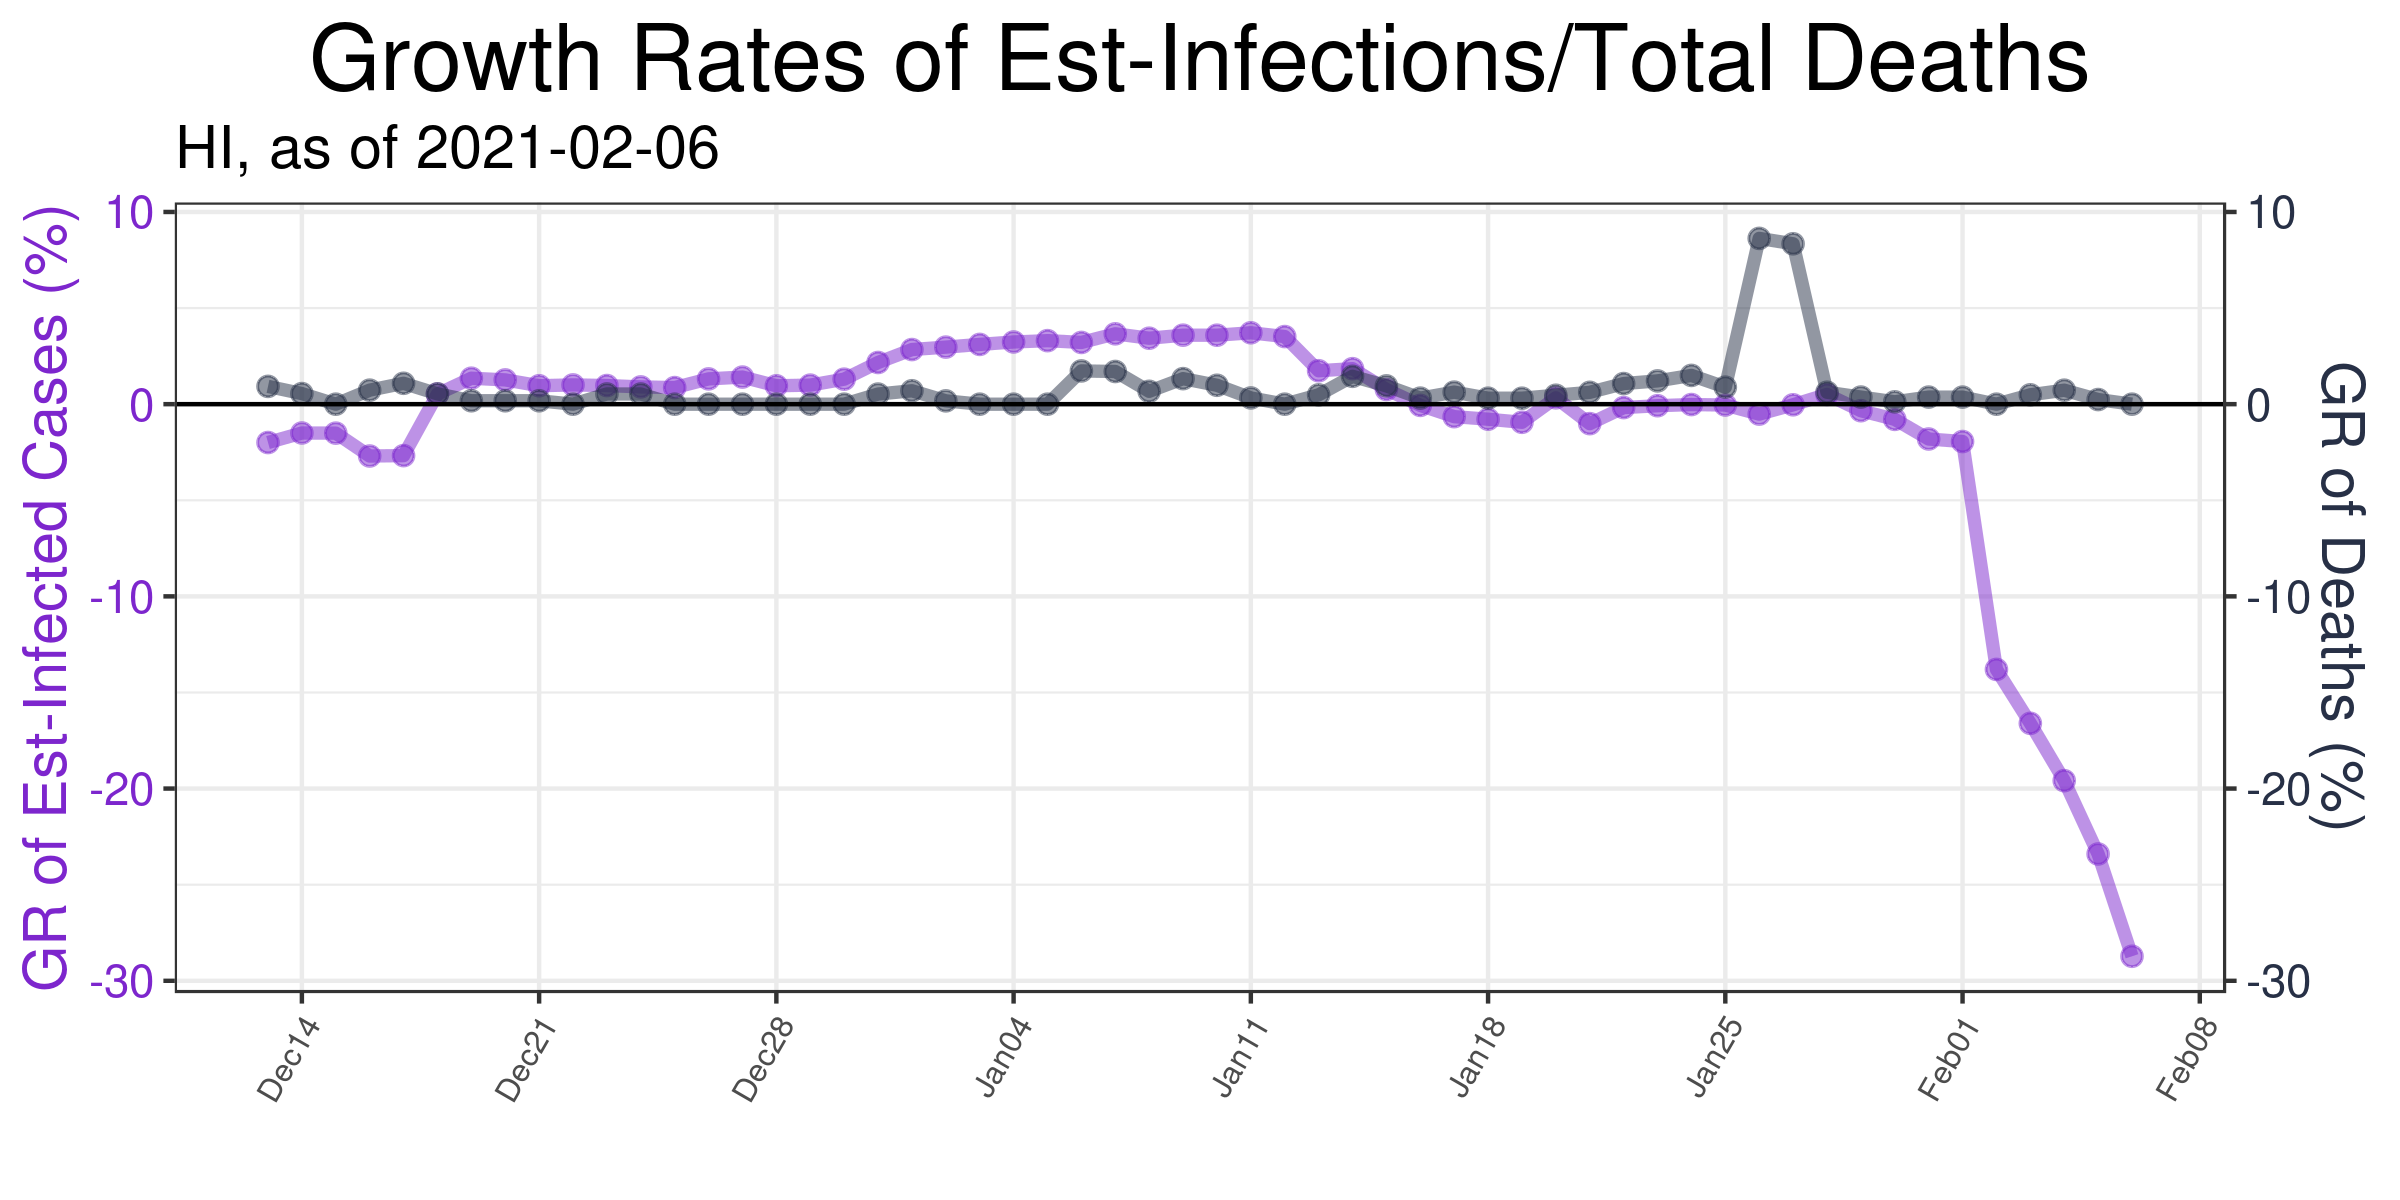 Growth Rates of Est-Infections/Total Deaths
HI, as of 2021-02-06
GR of Est-Infected Cases (%)
10
0
-10
-20
-30
10
0
-10
-20
-30
GR of Deaths (%)
Dec14
Dec21
Dec28
Jan04
Jan11
Jan18
Jan25
Feb01
Feb08